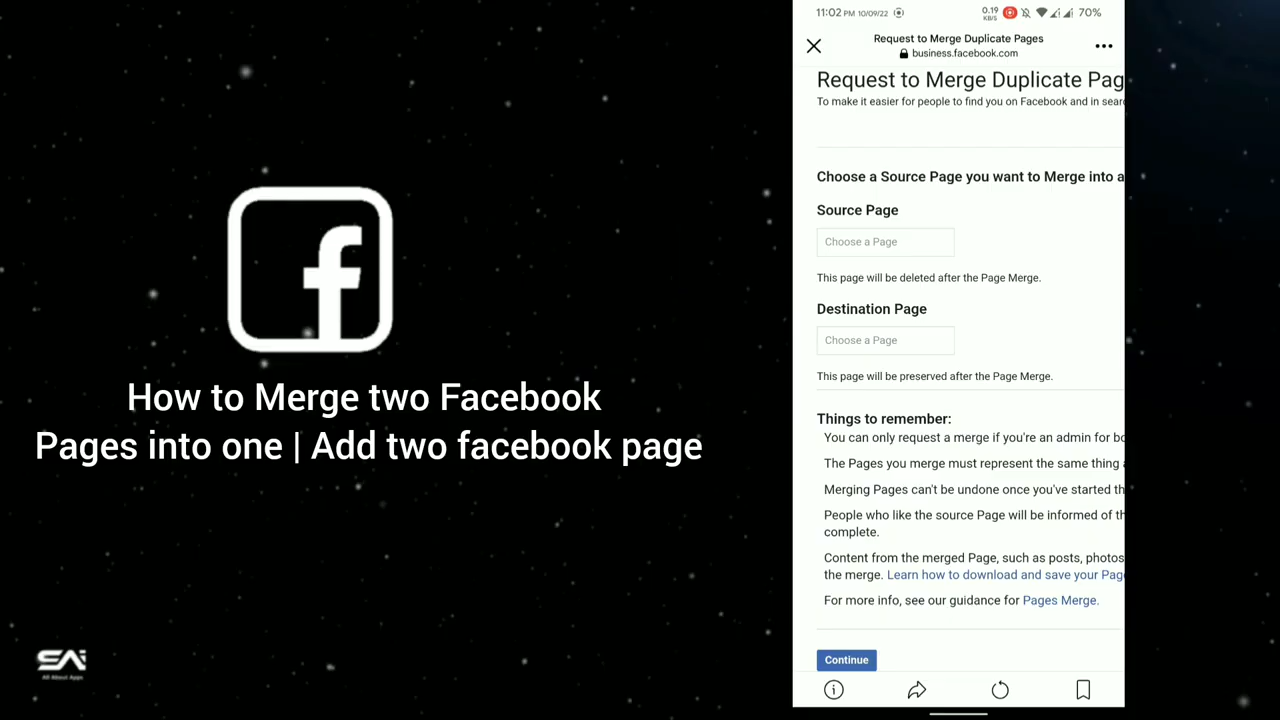 How to Merge two Facebook
Pages into one | Add two facebook page
SAI
All About Apps
11:02 PM 10/09/22
0.19
KB/S
70%
Request to Merge Duplicate Pages
business.facebook.com
Request to Merge Duplicate Pag
To make it easier for people to find you on Facebook and in sear
Choose a Source Page you want to Merge into a
Source Page
Choose a Page
This page will be deleted after the Page Merge.
Destination Page
Choose a Page
This page will be preserved after the Page Merge.
Things to remember:
You can only request a merge if you're an admin for bo
The Pages you merge must represent the same thing a
Merging Pages can't be undone once you've started th
People who like the source Page will be informed of th
complete.
Content from the merged Page, such as posts, photos
the merge. Learn how to download and save your Page
For more info, see our guidance for Pages Merge.
Continue